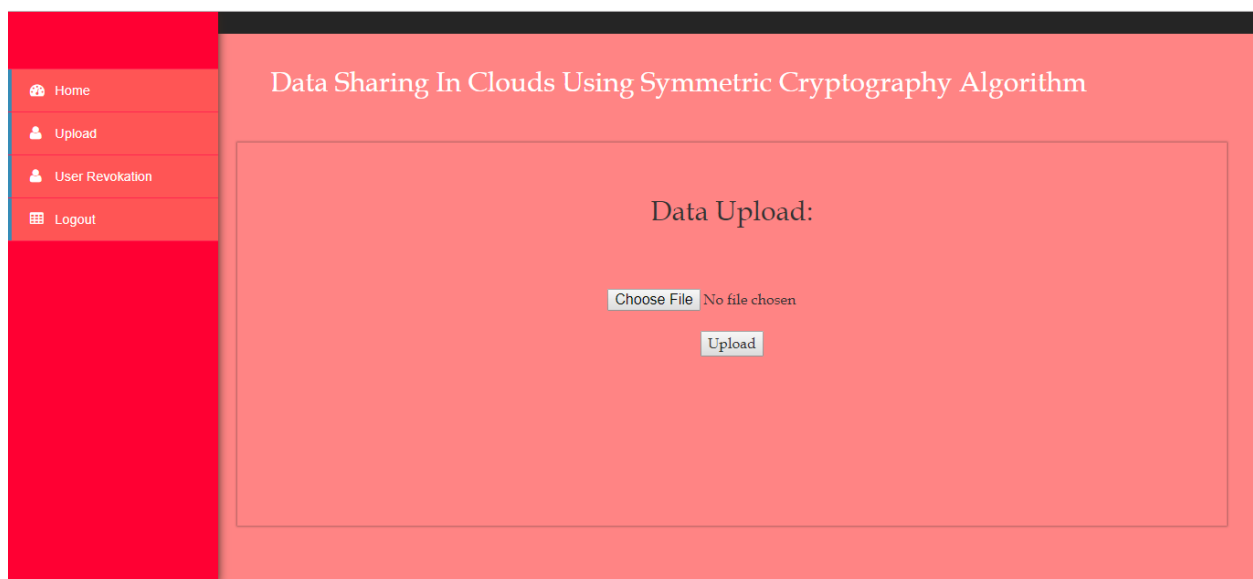 Home
Upload
User Revokation
Logout
Data Sharing In Clouds Using Symmetric Cryptography Algorithm
Data Upload:
Choose File No file chosen
Upload